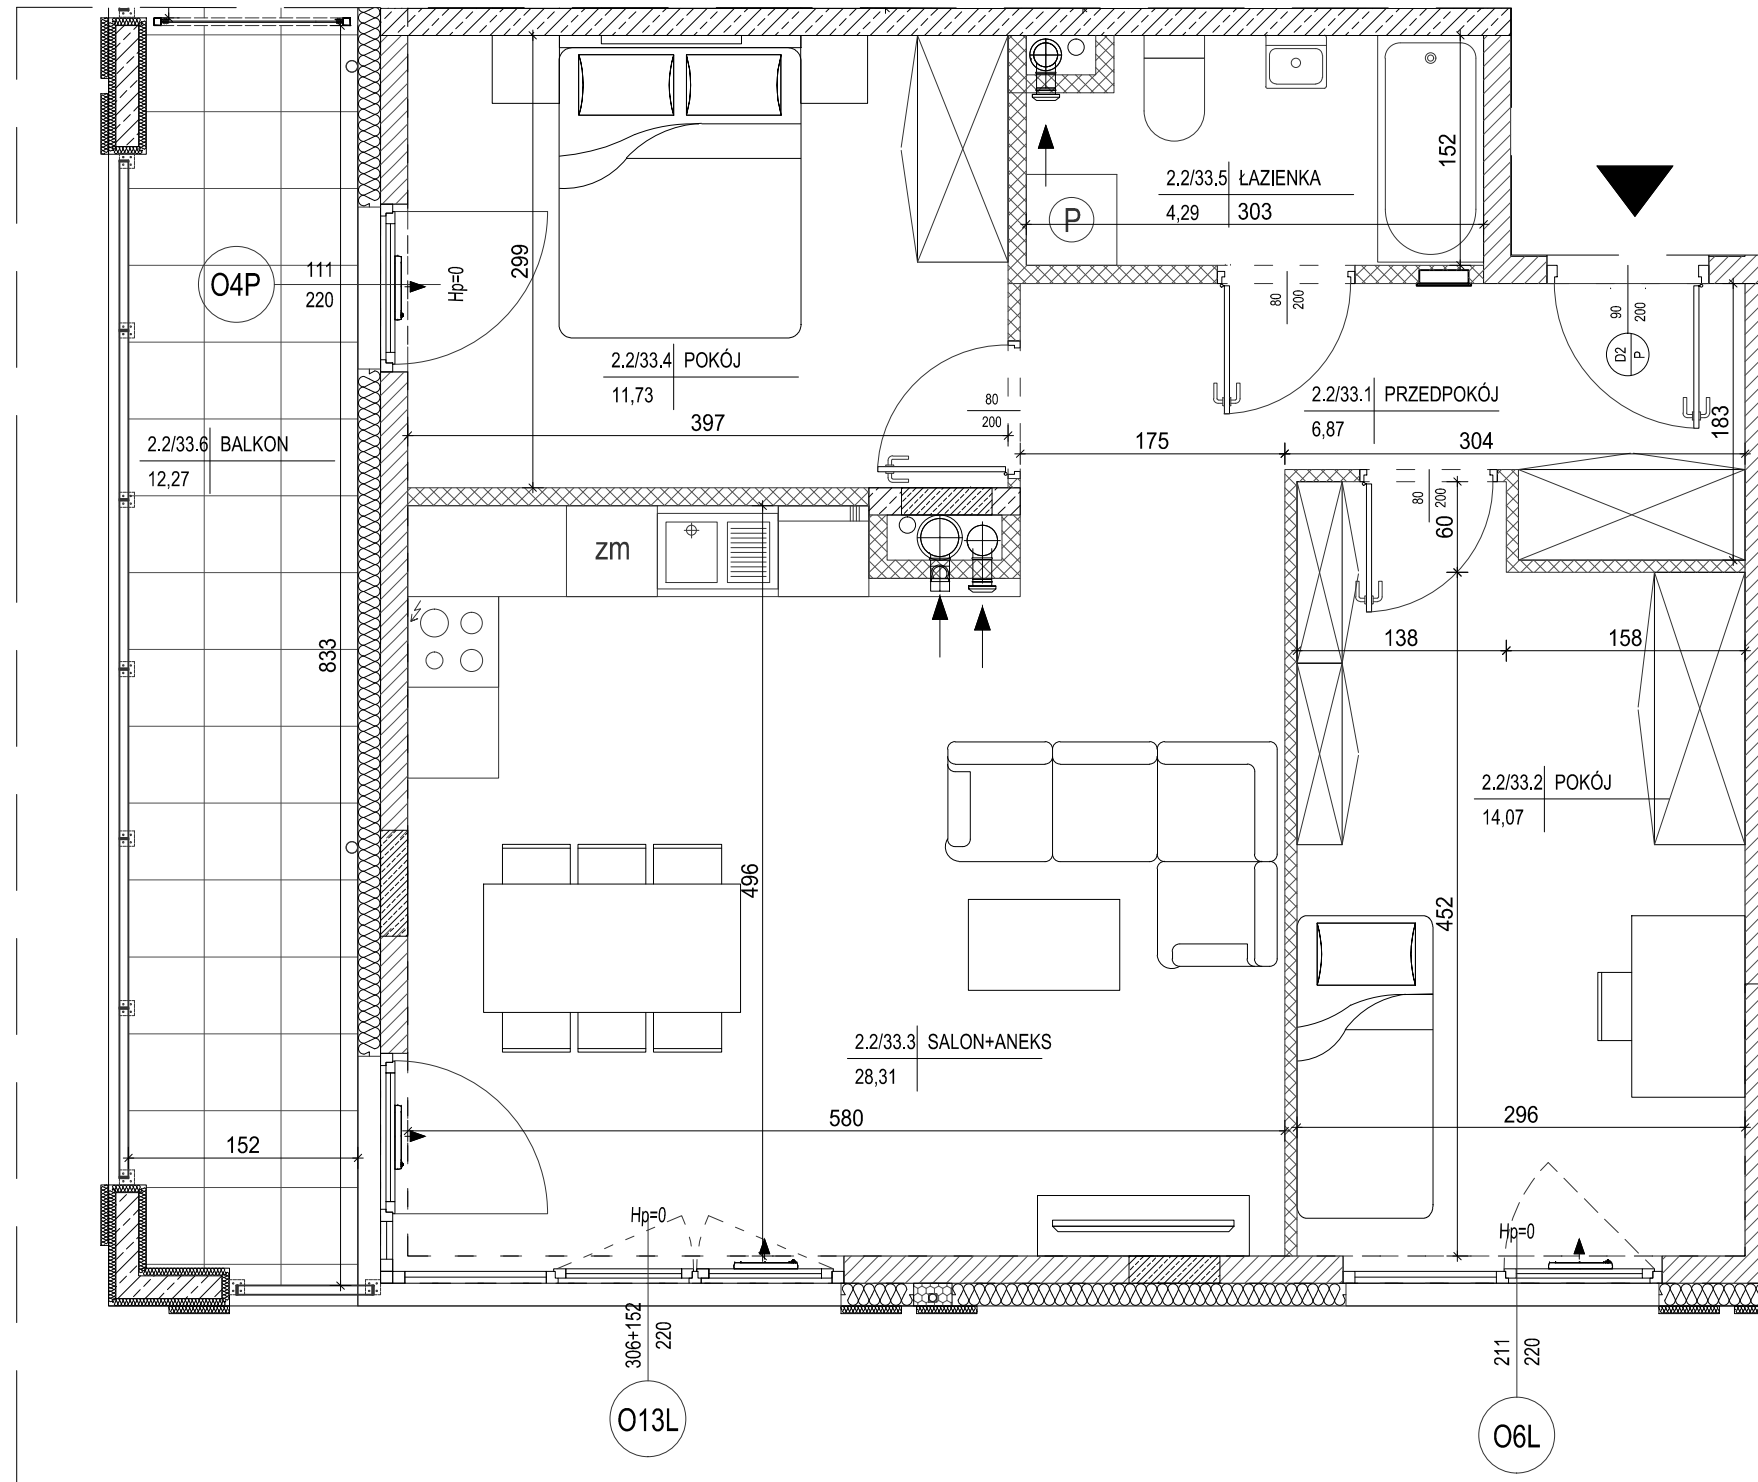 2.2/33.5 ŁAZIENKA
4,29 303
152
P
O4P
111
220
Hp=0
299
80
200
90
200
D2
P
2.2/33.4 POKÓJ
11,73
397
80
200
2.2/33.1 PRZEDPOKÓJ
6,87
175
304
183
2.2/33.6 BALKON
12,27
80
200
60
zm
833
138
158
2.2/33.2 POKÓJ
14,07
496
452
2.2/33.3 SALON+ANEKS
28,31
580
296
152
Hp=0
Hp=0
306+152
220
211
220
O13L
O6L